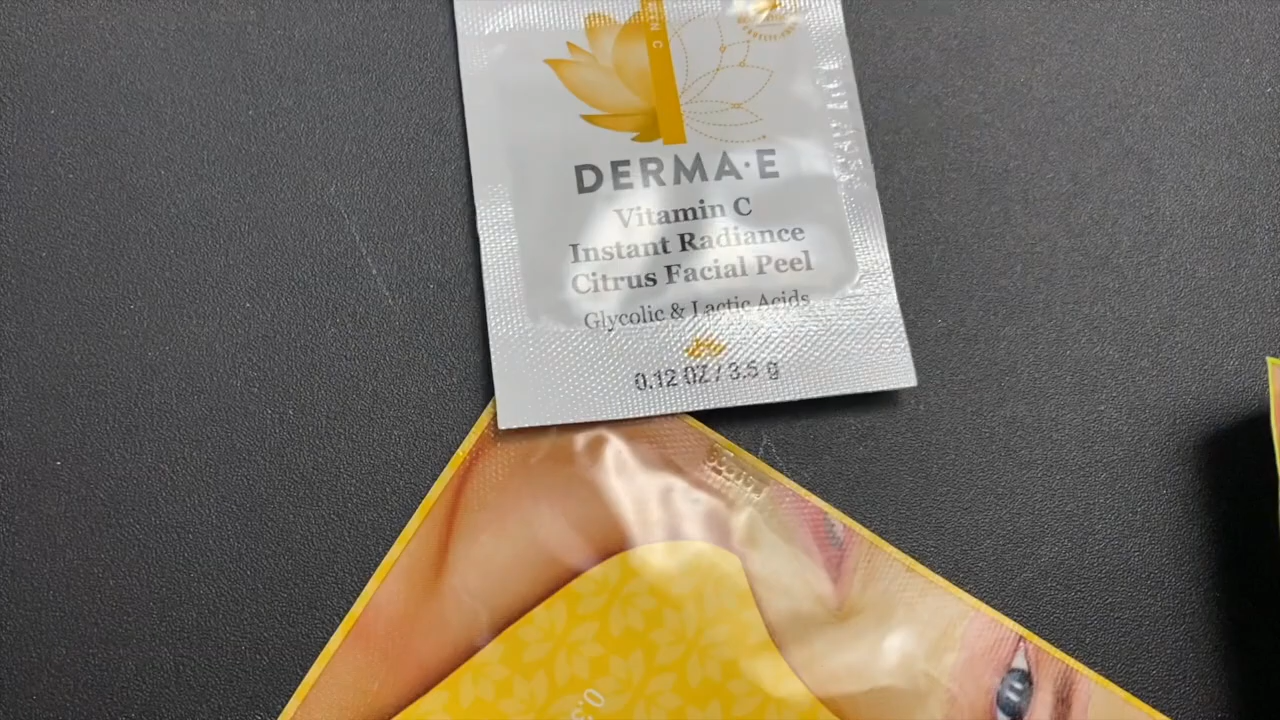 DERMA·E
Vitamin C
Instant Radiance
Citrus Facial Peel
Glycolic & Lactic Acids
0.12 OZ / 3.5 g